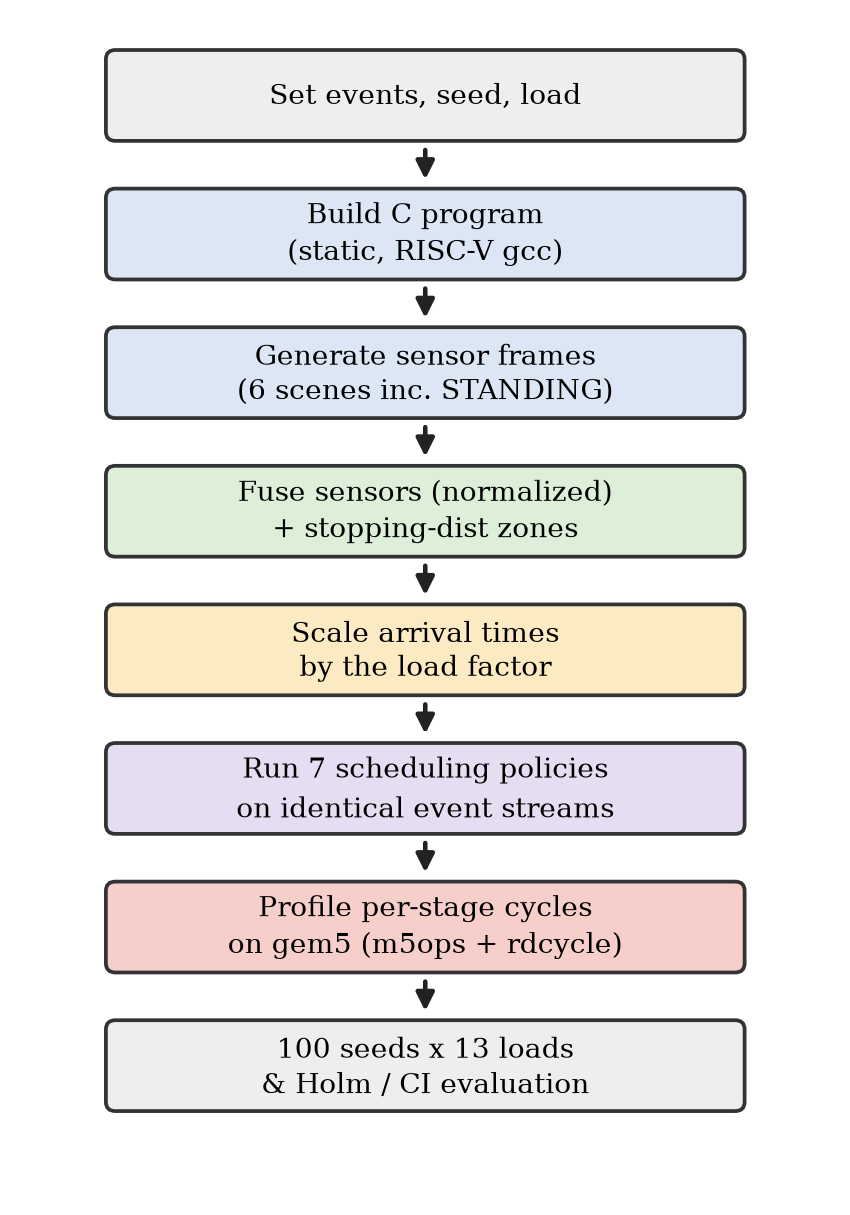 Set events, seed, load
Build C program
(static, RISC-V gcc)
Generate sensor frames
(6 scenes inc. STANDING)
Fuse sensors (normalized)
+ stopping-dist zones
Scale arrival times
by the load factor
Run 7 scheduling policies
on identical event streams
Profile per-stage cycles
on gem5 (m5ops + rdcycle)
100 seeds x 13 loads
& Holm / CI evaluation